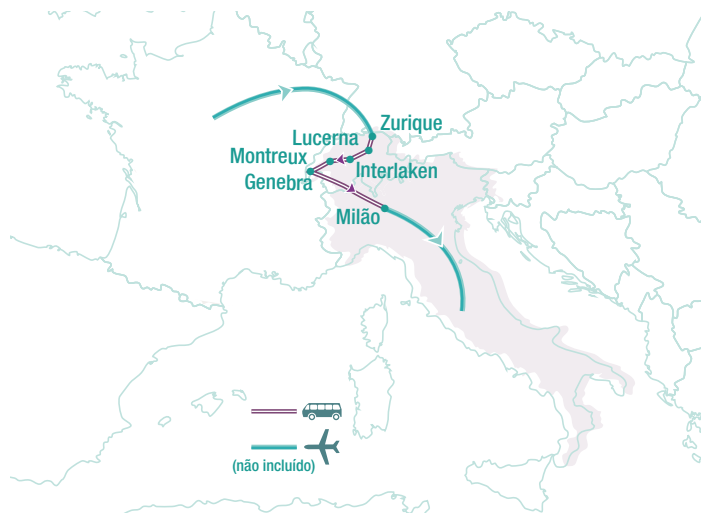 Zurique
Lucerna
Montreux
Interlaken
Genebra
Milão
(não incluído)